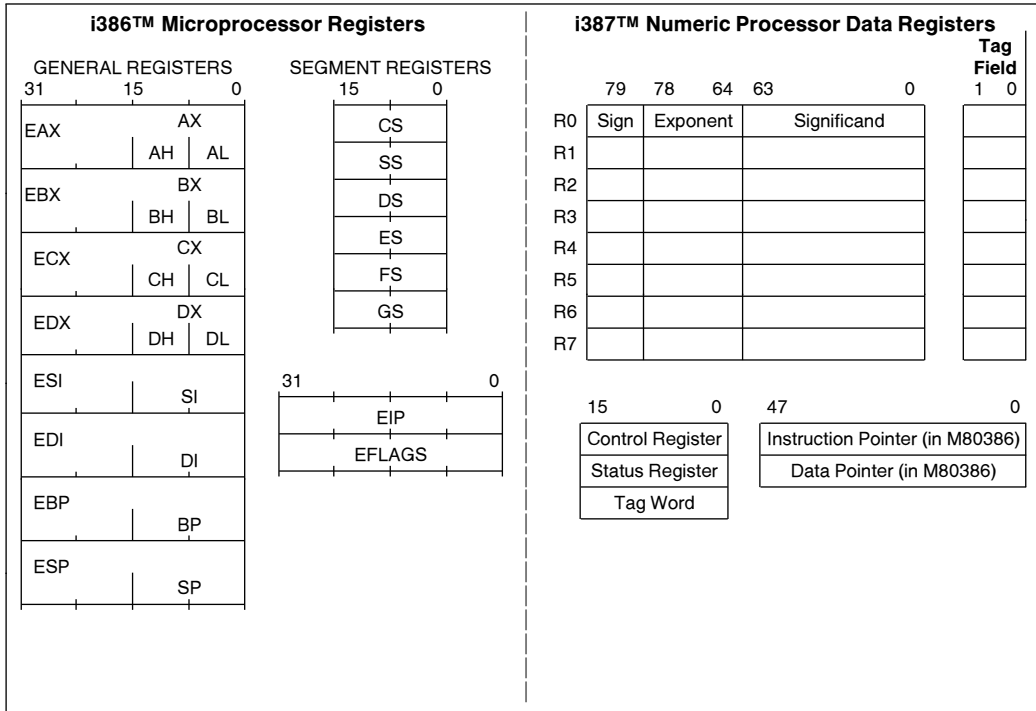 i386™ Microprocessor Registers
GENERAL REGISTERS
31 15 0
EAX AX
AH AL
EBX BX
BH BL
ECX CX
CH CL
EDX DX
DH DL
ESI SI
EDI DI
EBP BP
ESP SP
SEGMENT REGISTERS
15 0
CS
SS
DS
ES
FS
GS
31 0
EIP
EFLAGS
i387™ Numeric Processor Data Registers
Tag
Field
79 78 64 63 0 1 0
R0 Sign Exponent Significand
R1
R2
R3
R4
R5
R6
R7
15 0
Control Register
Status Register
Tag Word
47 0
Instruction Pointer (in M80386)
Data Pointer (in M80386)